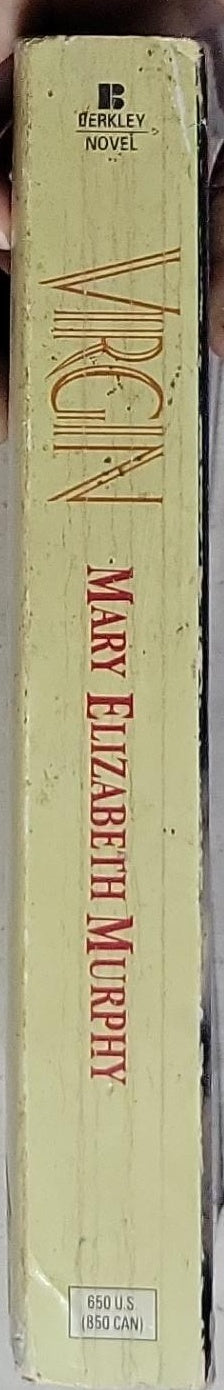 B
BERKLEY
NOVEL
VIRGIN
MARY ELIZABETH MURPHY
650 U.S.
(850 CAN)